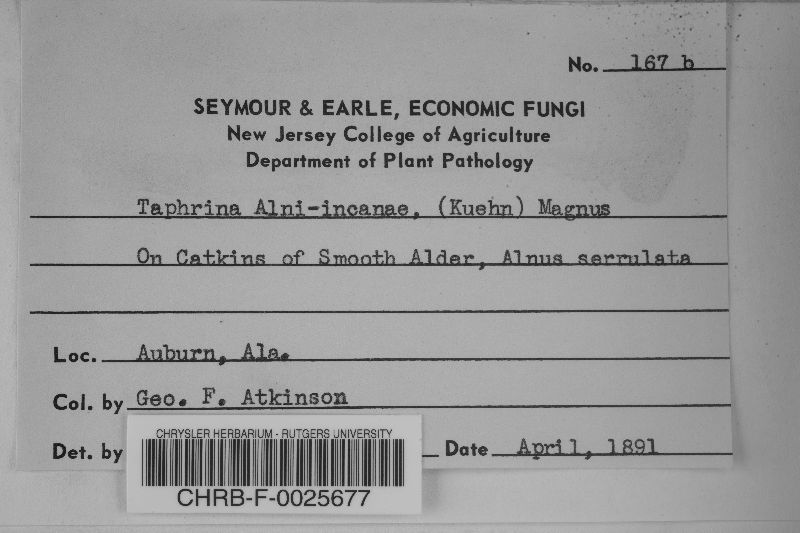 No. 167 b
SEYMOUR & EARLE, ECONOMIC FUNGI
New Jersey College of Agriculture
Department of Plant Pathology
Taphrina Alni-incanae, (Kuehn) Magnus
On Catkins of Smooth Alder, Alnus serrulata
Loc. Auburn, Ala.
Col. by Geo. F. Atkinson
Det. by Date April, 1891
CHRYSLER HERBARIUM - RUTGERS UNIVERSITY
CHRB-F-0025677